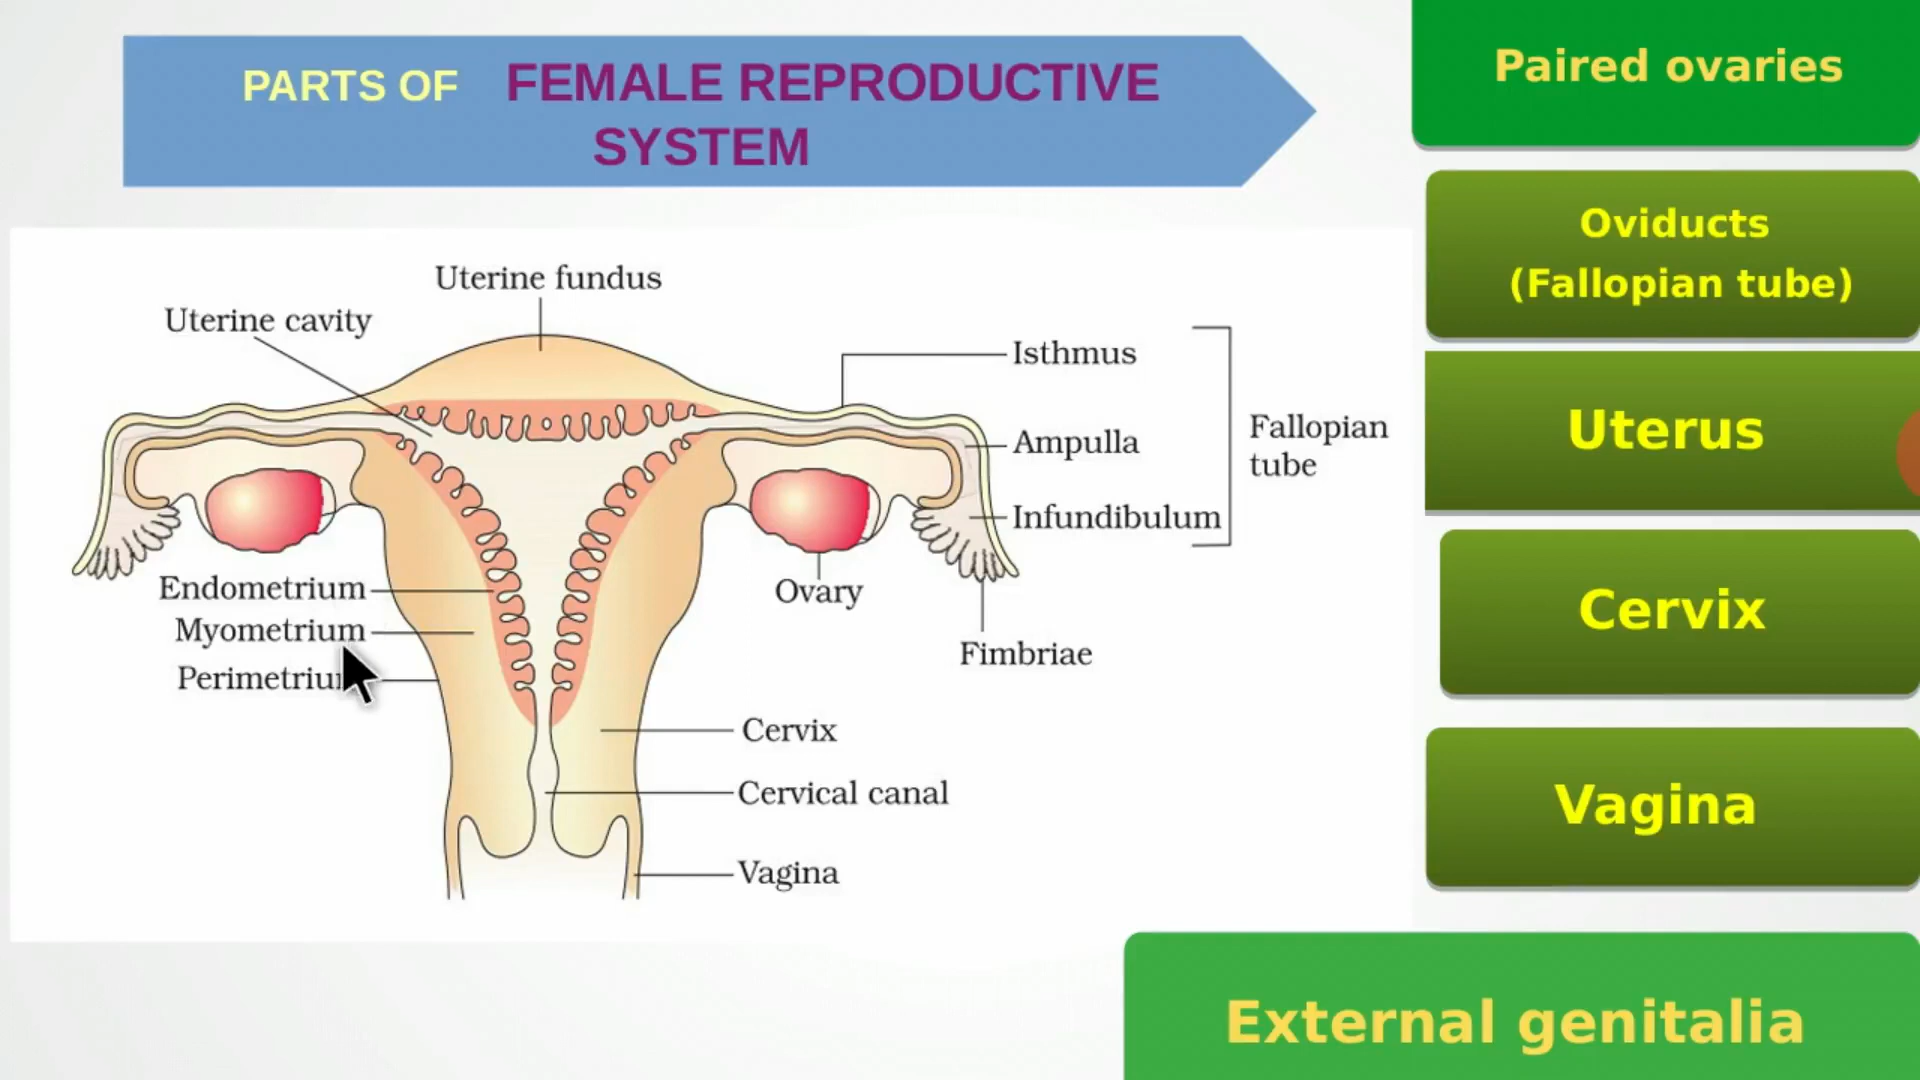 PARTS OF FEMALE REPRODUCTIVE
SYSTEM
Paired ovaries
Oviducts
(Fallopian tube)
Uterus
Cervix
Vagina
External genitalia
Uterine fundus
Uterine cavity
Isthmus
Ampulla
Infundibulum
Fallopian
tube
Endometrium
Myometrium
Perimetriu
Ovary
Fimbriae
Cervix
Cervical canal
Vagina